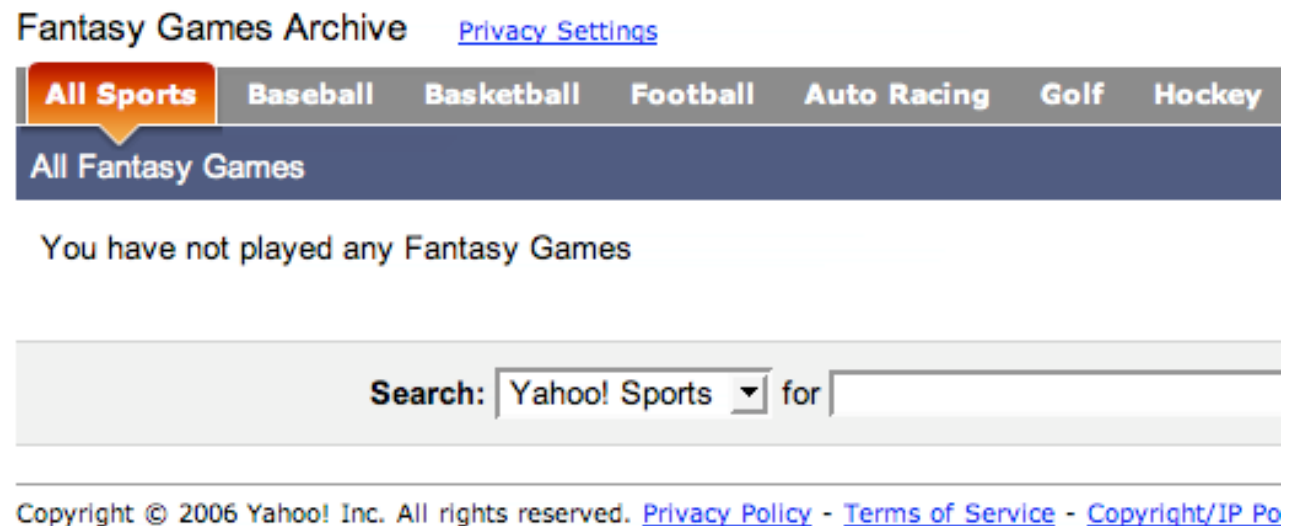 Fantasy Games Archive Privacy Settings
All Sports Baseball Basketball Football Auto Racing Golf Hockey
All Fantasy Games
You have not played any Fantasy Games
Search: Yahoo! Sports for
Copyright © 2006 Yahoo! Inc. All rights reserved. Privacy Policy - Terms of Service - Copyright/IP Po